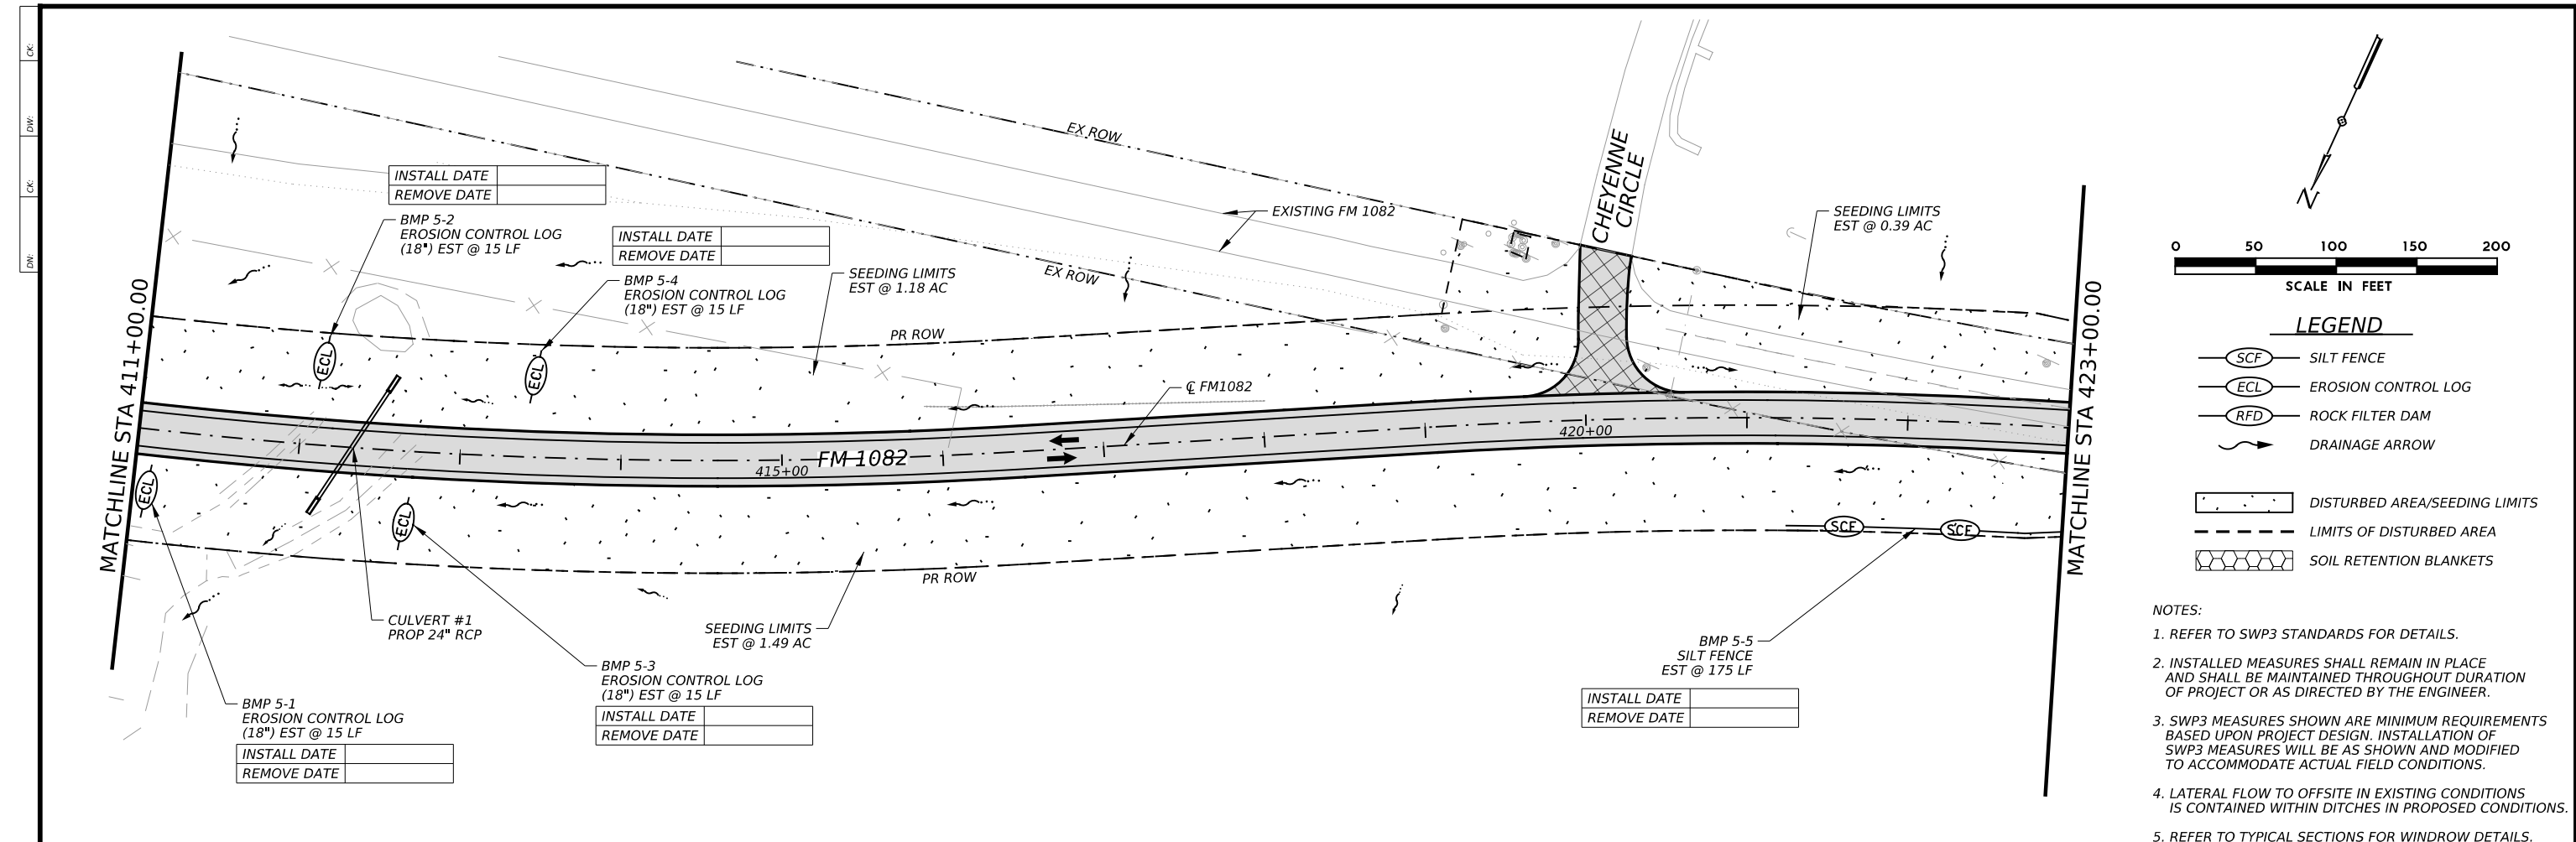 CK:
DW:
CK:
DN:
MATCHLINE STA 411+00.00
INSTALL DATE
REMOVE DATE
BMP 5-2
EROSION CONTROL LOG
(18") EST @ 15 LF
INSTALL DATE
REMOVE DATE
BMP 5-4
EROSION CONTROL LOG
(18") EST @ 15 LF
SEEDING LIMITS
EST @ 1.18 AC
EX ROW
EX ROW
EXISTING FM 1082
CHEYENNE
CIRCLE
SEEDING LIMITS
EST @ 0.39 AC
PR ROW
℄ FM1082
ECL
ECL
ECL
ECL
415+00
FM 1082
420+00
SCF
SCF
MATCHLINE STA 423+00.00
PR ROW
CULVERT #1
PROP 24" RCP
SEEDING LIMITS
EST @ 1.49 AC
BMP 5-3
EROSION CONTROL LOG
(18") EST @ 15 LF
INSTALL DATE
REMOVE DATE
BMP 5-1
EROSION CONTROL LOG
(18") EST @ 15 LF
INSTALL DATE
REMOVE DATE
BMP 5-5
SILT FENCE
EST @ 175 LF
INSTALL DATE
REMOVE DATE
N
0 50 100 150 200
SCALE IN FEET
LEGEND
SCF SILT FENCE
ECL EROSION CONTROL LOG
RFD ROCK FILTER DAM
DRAINAGE ARROW
DISTURBED AREA/SEEDING LIMITS
LIMITS OF DISTURBED AREA
SOIL RETENTION BLANKETS
NOTES:
1. REFER TO SWP3 STANDARDS FOR DETAILS.
2. INSTALLED MEASURES SHALL REMAIN IN PLACE
AND SHALL BE MAINTAINED THROUGHOUT DURATION
OF PROJECT OR AS DIRECTED BY THE ENGINEER.
3. SWP3 MEASURES SHOWN ARE MINIMUM REQUIREMENTS
BASED UPON PROJECT DESIGN. INSTALLATION OF
SWP3 MEASURES WILL BE AS SHOWN AND MODIFIED
TO ACCOMMODATE ACTUAL FIELD CONDITIONS.
4. LATERAL FLOW TO OFFSITE IN EXISTING CONDITIONS
IS CONTAINED WITHIN DITCHES IN PROPOSED CONDITIONS.
5. REFER TO TYPICAL SECTIONS FOR WINDROW DETAILS.